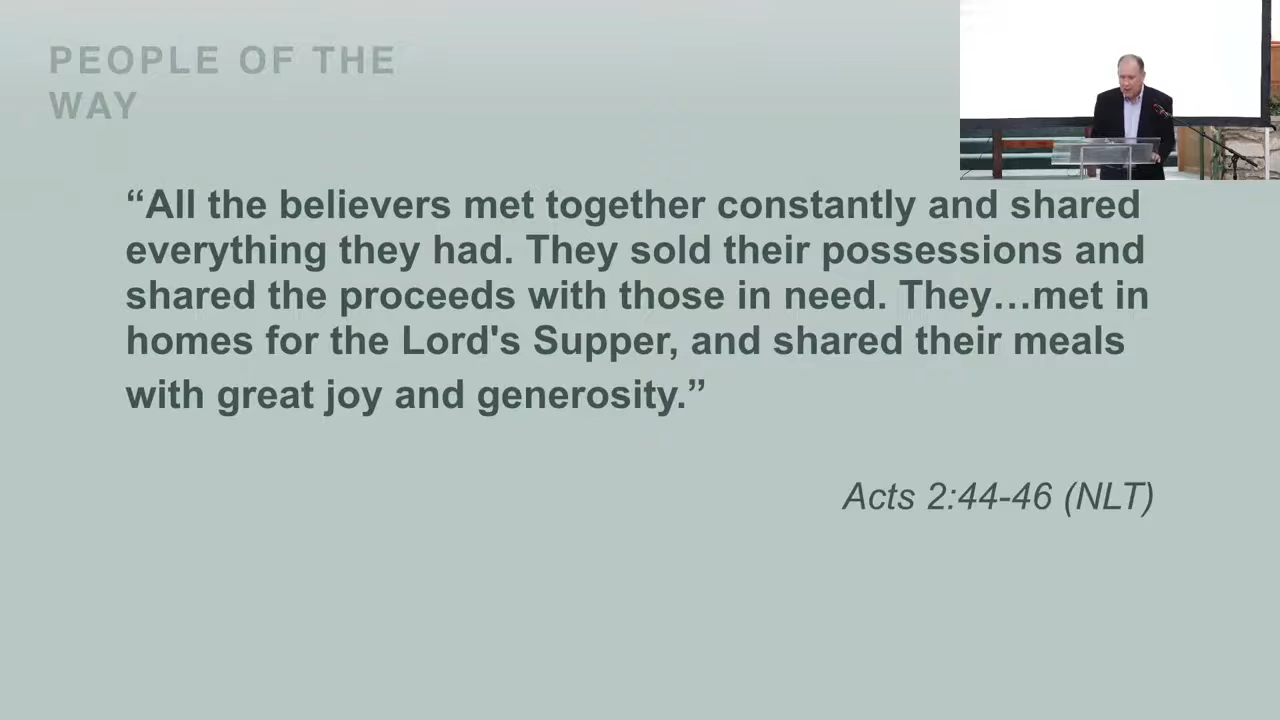 PEOPLE OF THE
WAY
“All the believers met together constantly and shared
everything they had. They sold their possessions and
shared the proceeds with those in need. They…met in
homes for the Lord's Supper, and shared their meals
with great joy and generosity.”
Acts 2:44-46 (NLT)